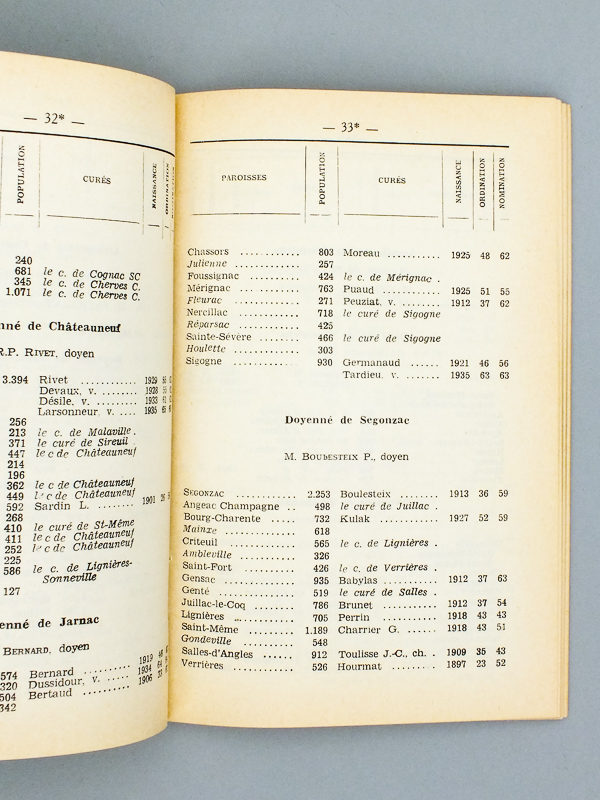 — 32* —
POPULATION CURÉS NAISSANCE ORDINATION
240
681 le c. de Cognac SC
345 le c. de Cherves C.
1.071 le c. de Cherves C.
nné de Châteauneuf
R.P. RIVET, doyen
3.394 Rivet ............ 1929
Devaux, v. ......... 1928
Désile, v. .......... 1933
Larsonneur, v. .... 1935
256
213 le c. de Malaville.
371 le curé de Sireuil.
447 le c de Châteauneuf
214
196
362 le c de Châteauneuf
449 le c de Châteauneuf
592 Sardin L. ........ 1901 26
268
410 le curé de St-Même
411 le c de Châteauneuf
252 le c de Châteauneuf
225
586 le c. de Lignières-
Sonneville
127
enné de Jarnac
BERNARD, doyen
574 Bernard .......... 1919
320 Dussidour, v. ..... 1934
504 Bertaud .......... 1906
342
— 33* —
PAROISSES POPULATION CURÉS NAISSANCE ORDINATION NOMINATION
Chassors ............ 803 Moreau ........... 1925 48 62
Julienne ............ 257
Foussignac .......... 424 le c. de Mérignac .
Mérignac ............ 763 Puaud ............ 1925 51 55
Fleurac ............. 271 Peuziat, v. ........ 1912 37 62
Nercillac ........... 718 le curé de Sigogne
Réparsac ............ 425
Sainte-Sévère ....... 466 le curé de Sigogne
Houlette ............ 303
Sigogne ............. 930 Germanaud ....... 1921 46 56
Tardieu, v. ........ 1935 63 63
Doyenné de Segonzac
M. BOULESTEIX P., doyen
SEGONZAC ............ 2.253 Boulesteix ........ 1913 36 59
Angeac Champagne .. 498 le curé de Juillac .
Bourg-Charente ..... 732 Kulak ............ 1927 52 59
Mainxe .............. 618
Criteuil ............ 565 le c. de Lignières .
Ambleville .......... 326
Saint-Fort .......... 426 le c. de Verrières .
Gensac .............. 935 Babylas ........... 1912 37 63
Genté ............... 519 le curé de Salles .
Juillac-le-Coq ...... 786 Brunet ........... 1912 37 54
Lignières ........... 705 Perrin ............ 1918 43 43
Saint-Même .......... 1.189 Charrier G. ....... 1918 43 51
Gondeville .......... 548
Salles-d'Angles ..... 912 Toulisse J.-C., ch. . 1909 35 43
Verrières ........... 526 Hourmat .......... 1897 23 52